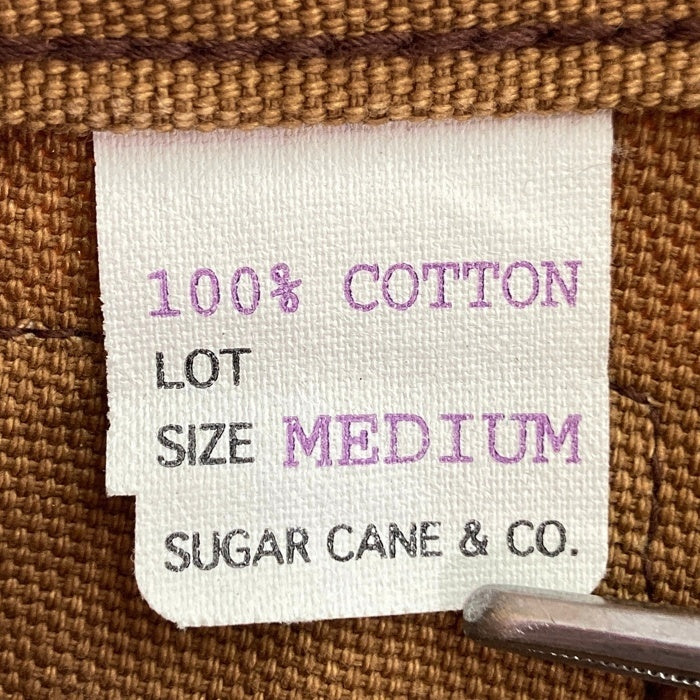 100% COTTON
LOT
SIZE MEDIUM
SUGAR CANE & CO.